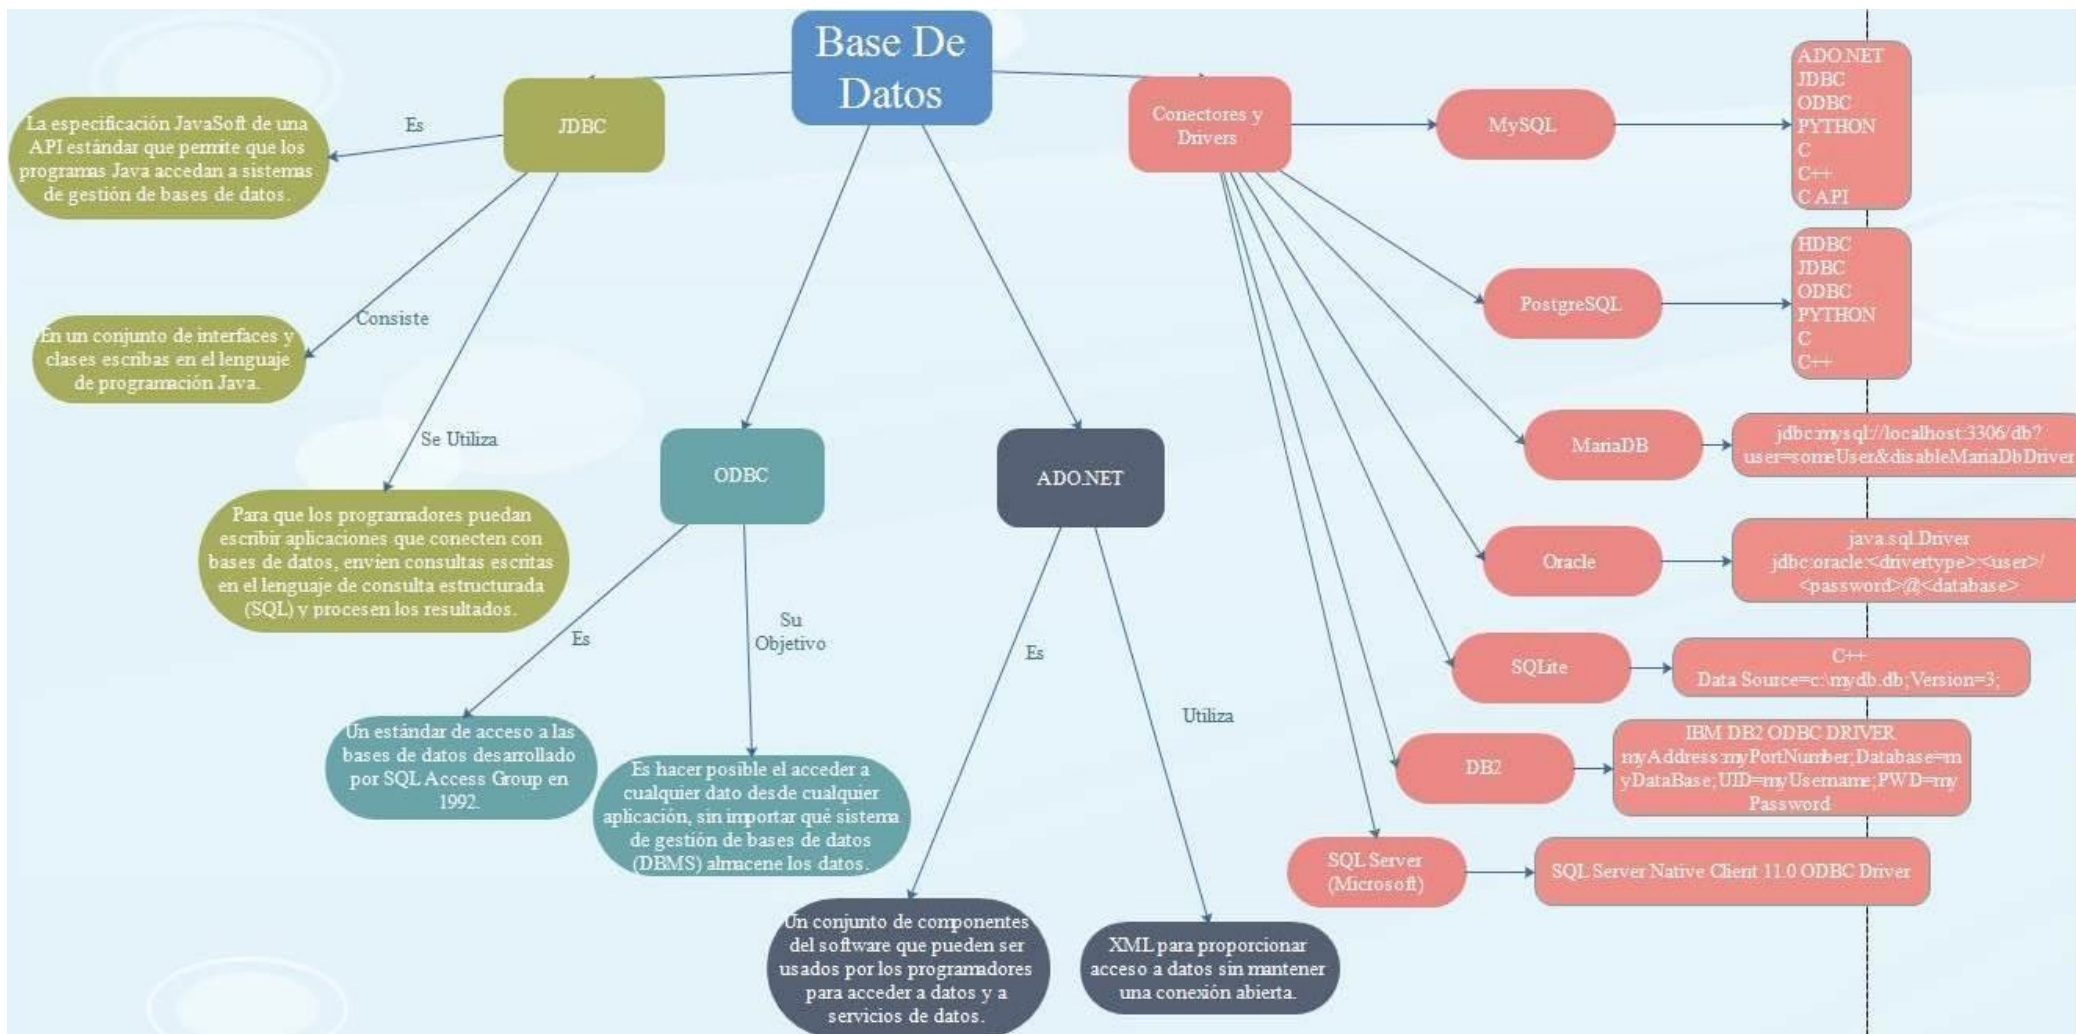 Base De
Datos
JDBC
Es
La especificación JavaSoft de una
API estándar que permite que los
programas Java accedan a sistemas
de gestión de bases de datos.
Consiste
En un conjunto de interfaces y
clases escribas en el lenguaje
de programación Java.
Se Utiliza
Para que los programadores puedan
escribir aplicaciones que conecten con
bases de datos, envíen consultas escritas
en el lenguaje de consulta estructurada
(SQL) y procesen los resultados.
ODBC
Es
Un estándar de acceso a las
bases de datos desarrollado
por SQL Access Group en
1992.
Su
Objetivo
Es hacer posible el acceder a
cualquier dato desde cualquier
aplicación, sin importar qué sistema
de gestión de bases de datos
(DBMS) almacene los datos.
ADO.NET
Es
Un conjunto de componentes
del software que pueden ser
usados por los programadores
para acceder a datos y a
servicios de datos.
Utiliza
XML para proporcionar
acceso a datos sin mantener
una conexión abierta.
Conectores y
Drivers
MySQL
ADO.NET
JDBC
ODBC
PYTHON
C
C++
C API
PostgreSQL
HDBC
JDBC
ODBC
PYTHON
C
C++
MariaDB
jdbc:mysql://localhost:3306/db?
user=someUser&disableMariaDbDriver
Oracle
java.sql.Driver
jdbc:oracle:<drivertype>:<user>/
<password>@<database>
SQLite
C++
Data Source=c:\mydb.db;Version=3;
DB2
IBM DB2 ODBC DRIVER
myAddress:myPortNumber;Database=m
yDataBase;UID=myUsername;PWD=my
Password
SQL Server
(Microsoft)
SQL Server Native Client 11.0 ODBC Driver